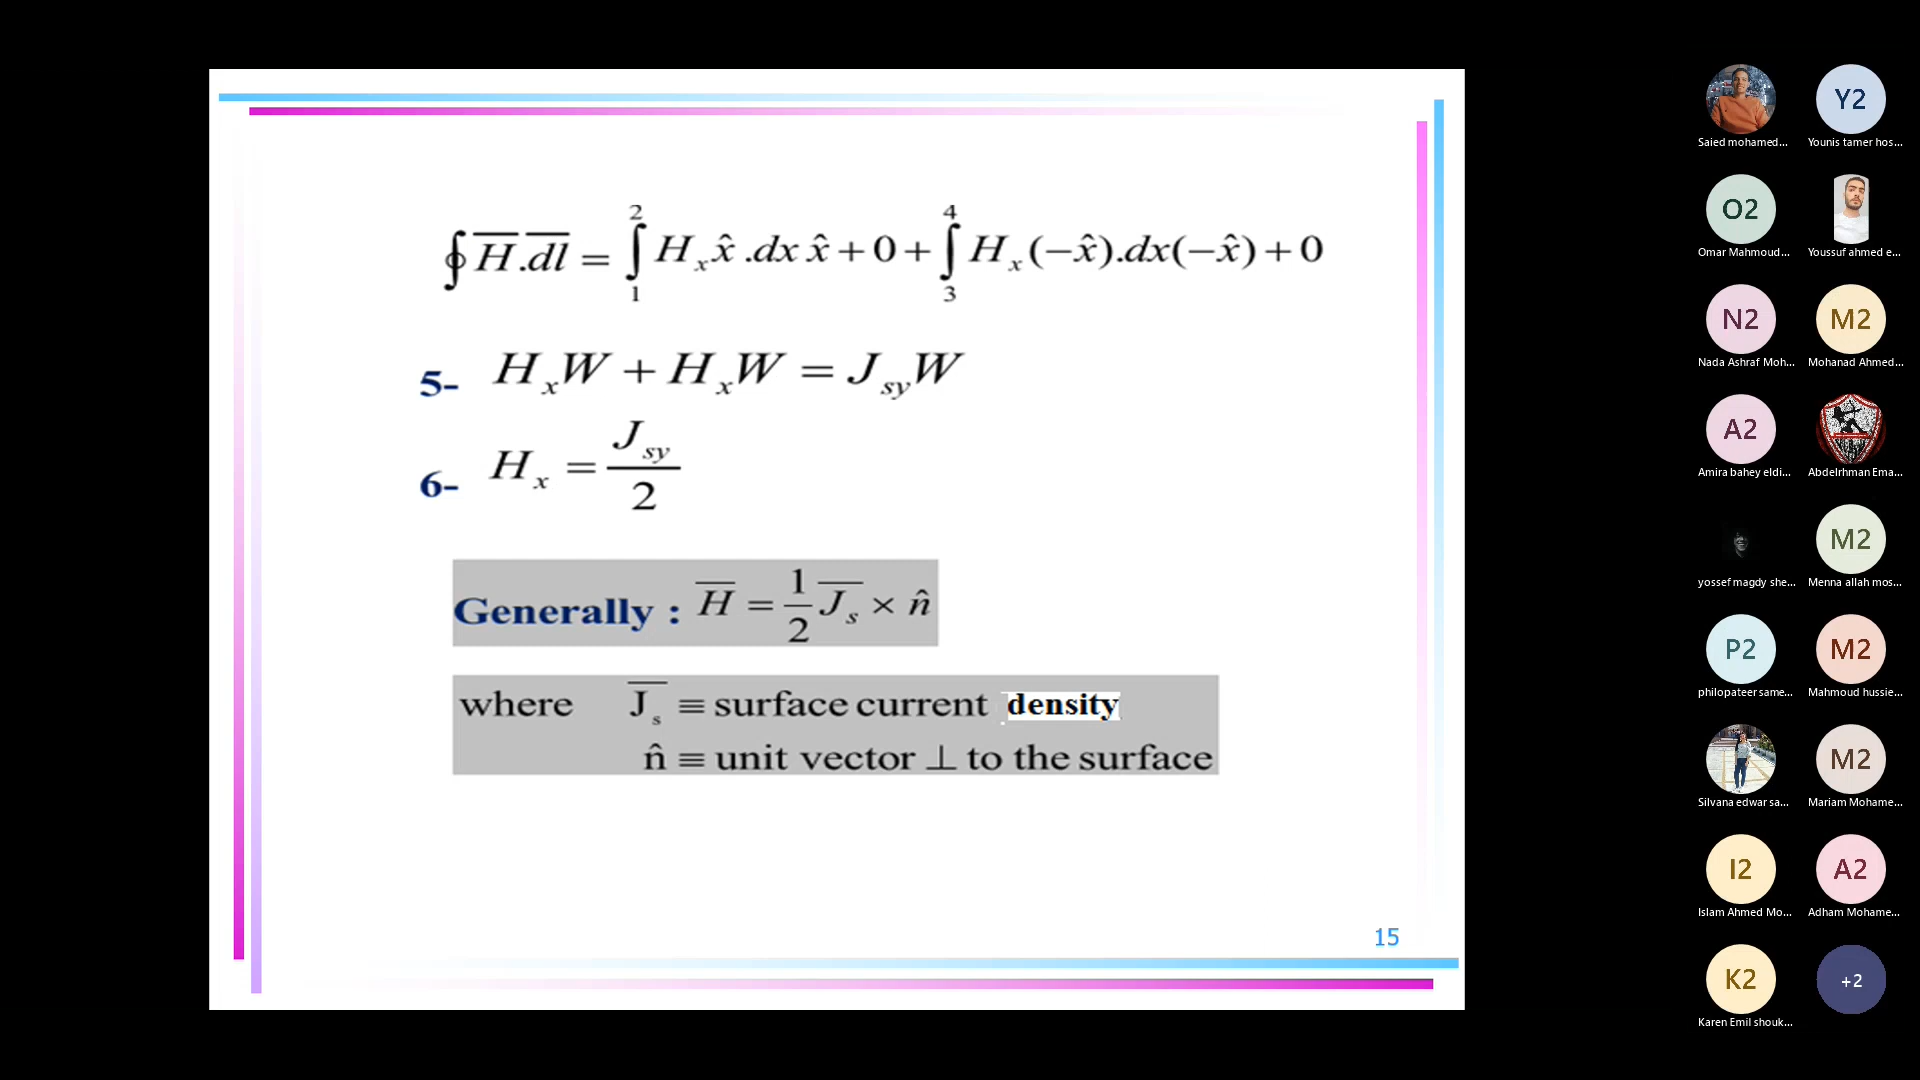 ∮ H̅.dl̅ = ∫₁² Hₓx̂ .dx x̂ + 0 + ∫₃⁴ Hₓ(−x̂).dx(−x̂) + 0
5- HₓW + HₓW = J_sy W
6- Hₓ = J_sy / 2
Generally : H̅ = 1/2 J̅ₛ × n̂
where J̅ₛ ≡ surface current density
n̂ ≡ unit vector ⊥ to the surface
15
Y2
Saied mohamed... Younis tamer hos...
O2
Omar Mahmoud... Youssuf ahmed e...
N2 M2
Nada Ashraf Moh... Mohanad Ahmed...
A2
Amira bahey eldi... Abdelrhman Ema...
M2
yossef magdy she... Menna allah mos...
P2 M2
philopateer same... Mahmoud hussie...
M2
Silvana edwar sa... Mariam Mohame...
I2 A2
Islam Ahmed Mo... Adham Mohame...
K2 +2
Karen Emil shouk...